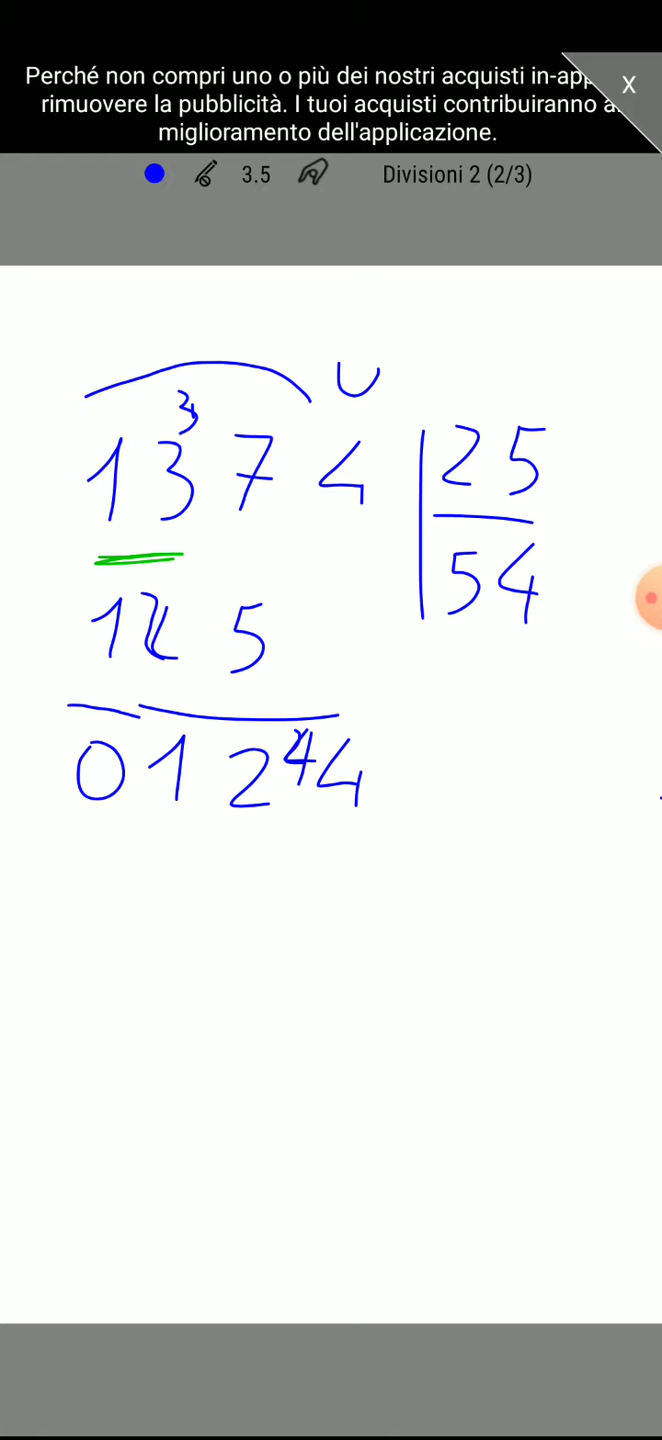 Perché non compri uno o più dei nostri acquisti in-app
rimuovere la pubblicità. I tuoi acquisti contribuiranno a
miglioramento dell'applicazione.
X
3.5 Divisioni 2 (2/3)
1374 25
54
125
0124